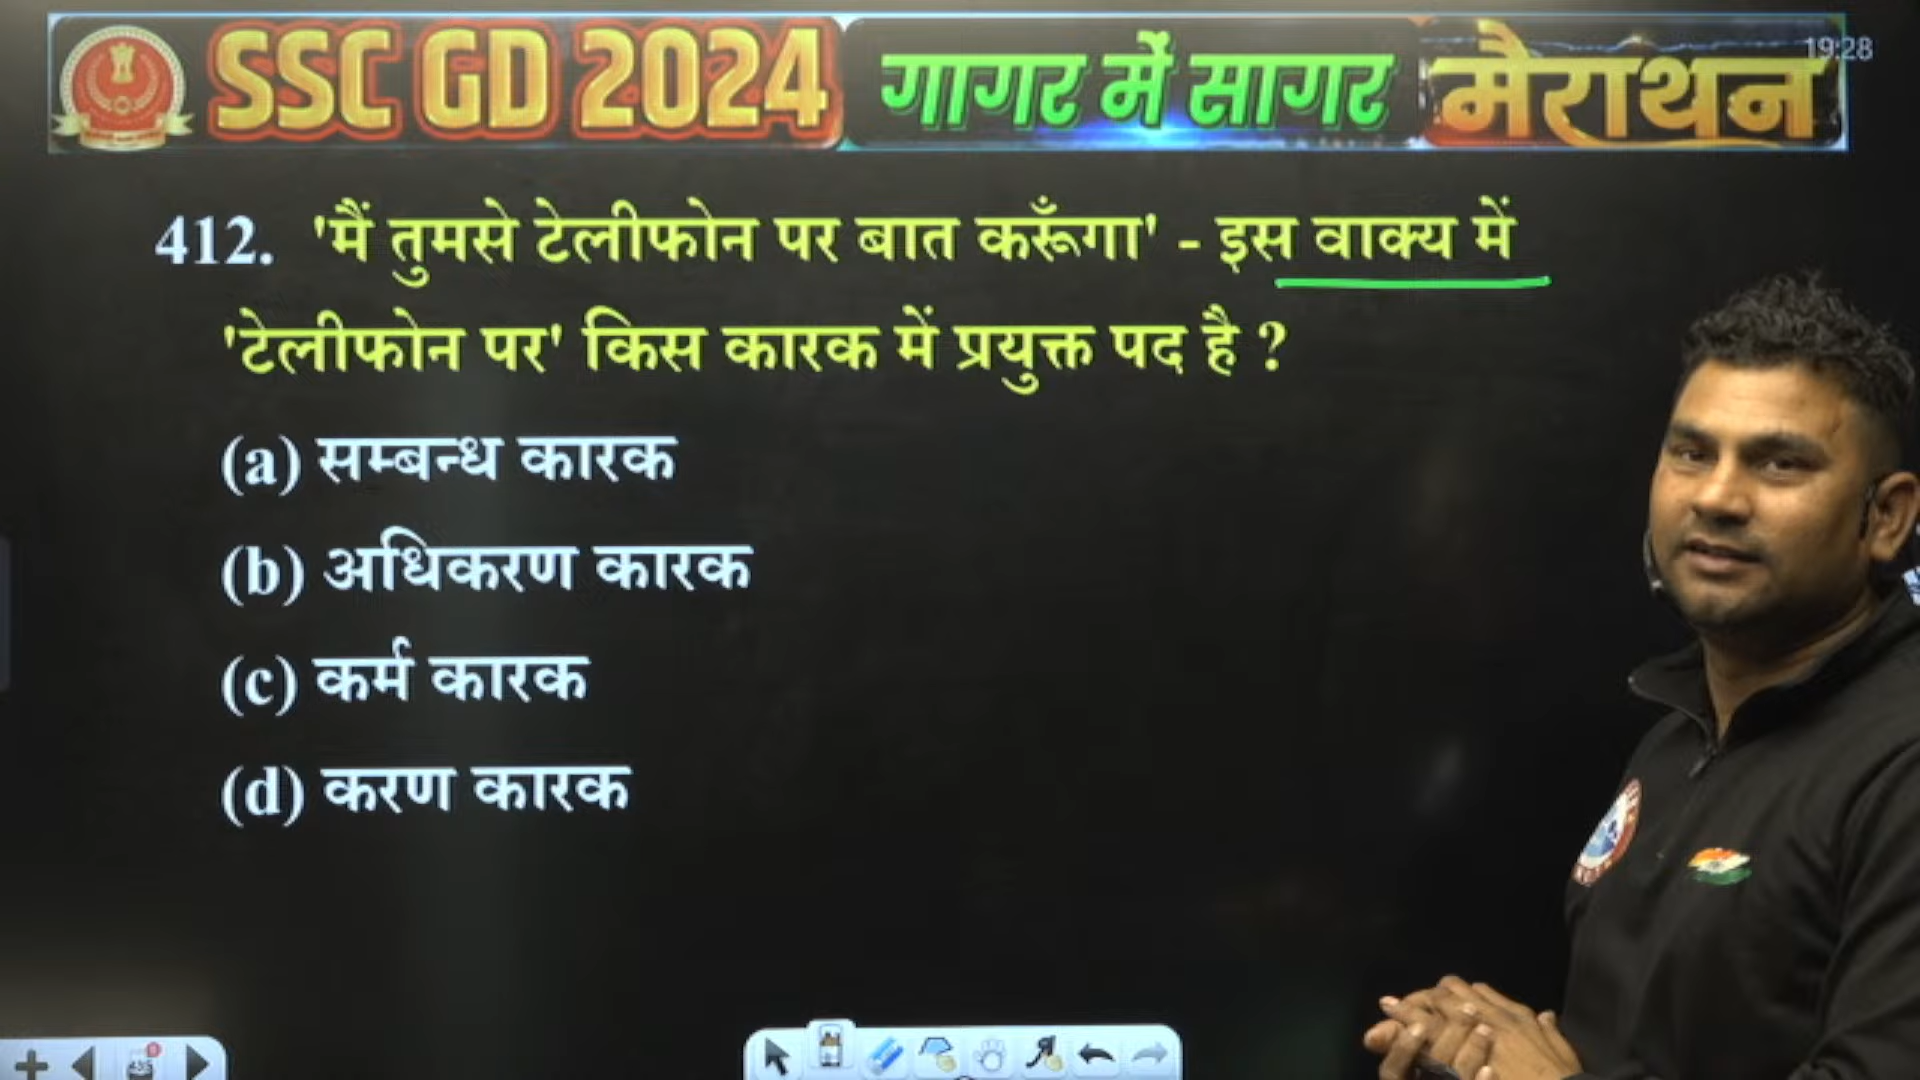 SSC GD 2024 गागर में सागर मैराथन
19:28
412. 'मैं तुमसे टेलीफोन पर बात करूँगा' - इस वाक्य में
'टेलीफोन पर' किस कारक में प्रयुक्त पद है ?
(a) सम्बन्ध कारक
(b) अधिकरण कारक
(c) कर्म कारक
(d) करण कारक